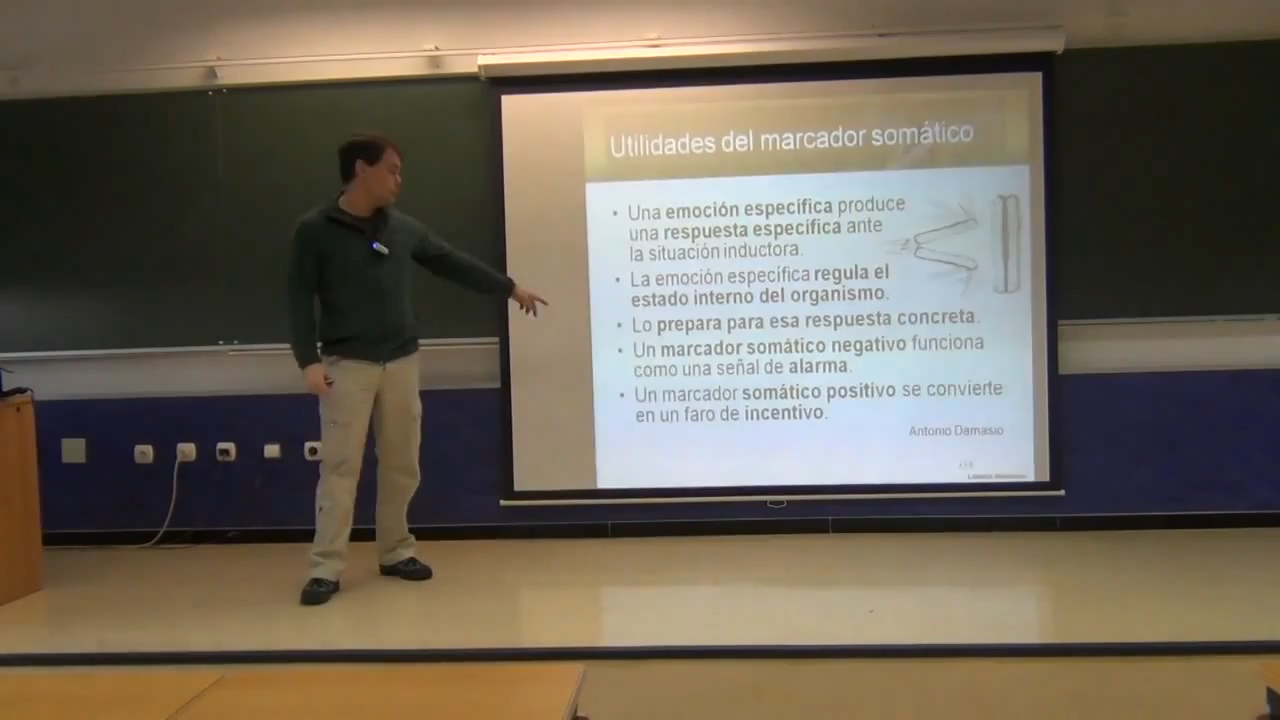 Utilidades del marcador somático
• Una emoción específica produce
una respuesta específica ante
la situación inductora.
• La emoción específica regula el
estado interno del organismo.
• Lo prepara para esa respuesta concreta.
• Un marcador somático negativo funciona
como una señal de alarma.
• Un marcador somático positivo se convierte
en un faro de incentivo.
Antonio Damasio